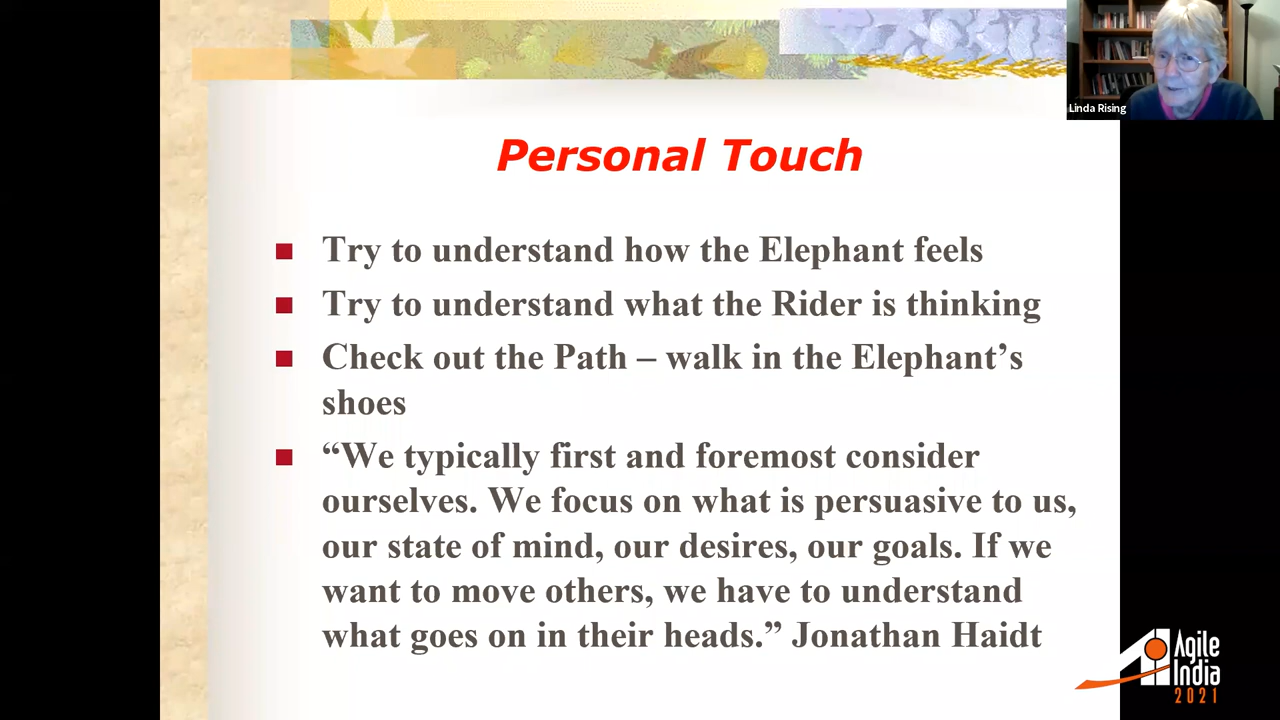 Linda Rising
Personal Touch
Try to understand how the Elephant feels
Try to understand what the Rider is thinking
Check out the Path – walk in the Elephant’s
shoes
“We typically first and foremost consider
ourselves. We focus on what is persuasive to us,
our state of mind, our desires, our goals. If we
want to move others, we have to understand
what goes on in their heads.” Jonathan Haidt
Agile
India
2021